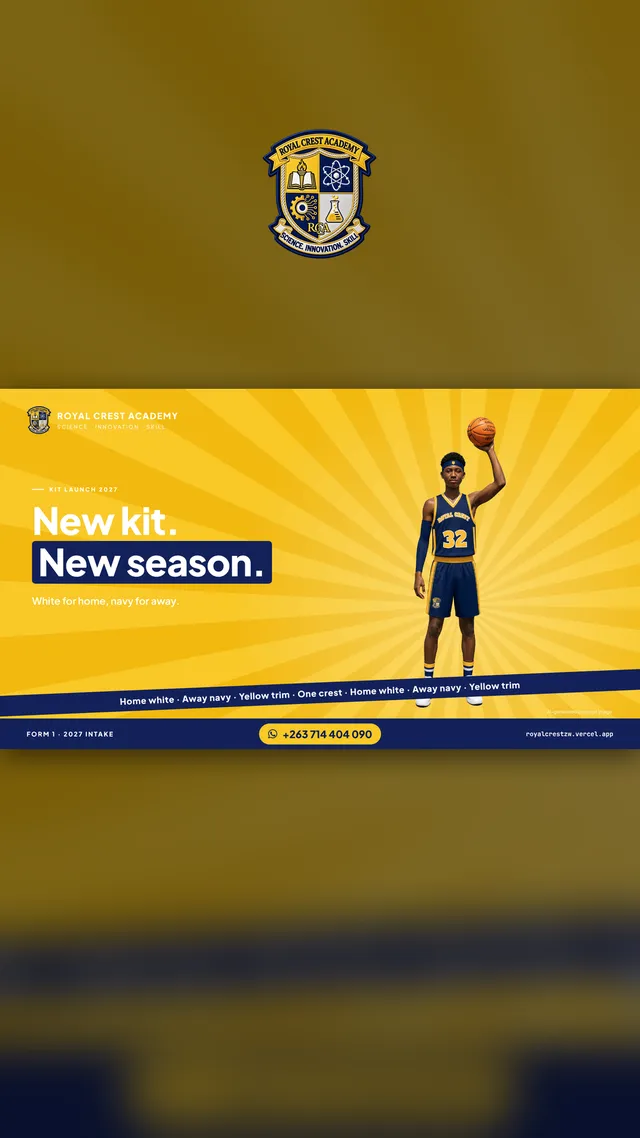 ROYAL CREST ACADEMY
RCA
SCIENCE. INNOVATION. SKILL
ROYAL CREST ACADEMY
SCIENCE. INNOVATION. SKILL.
KIT LAUNCH 2027
New kit.
New season.
White for home, navy for away.
ROYAL CREST
32
Home white · Away navy · Yellow trim · One crest · Home white · Away navy · Yellow trim
FORM 1 · 2027 INTAKE
+263 714 404 090
royalcrestzw.vercel.app